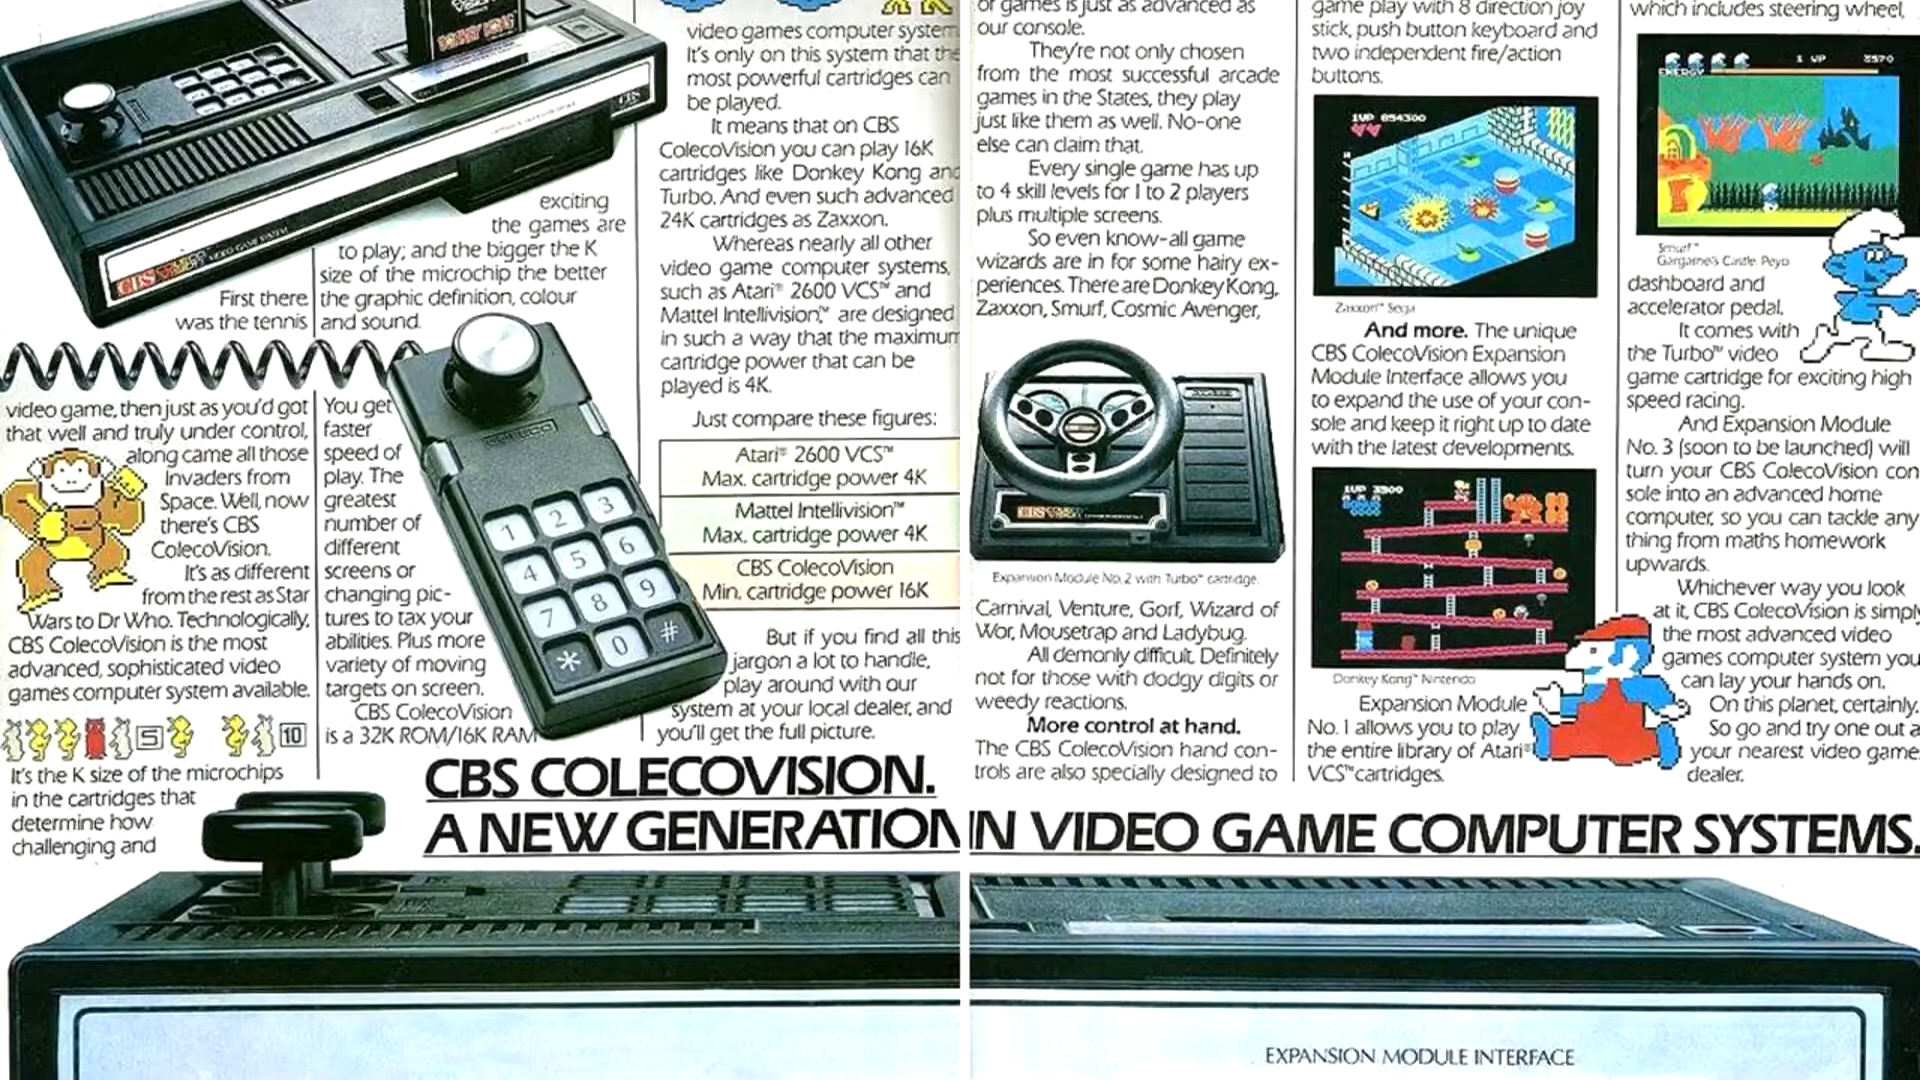 CBS
VIDEO GAME SYSTEM
First there
was the tennis
video game, then just as you'd got
that well and truly under control,
along came all those
Invaders from
Space. Well, now
there's CBS
ColecoVision.
It's as different
from the rest as Star
Wars to Dr Who. Technologically,
CBS ColecoVision is the most
advanced, sophisticated video
games computer system available.
5
10
It's the K size of the microchips
in the cartridges that
determine how
challenging and
exciting
the games are
to play; and the bigger the K
size of the microchip the better
the graphic definition, colour
and sound.
You get
faster
speed of
play. The
greatest
number of
different
screens or
changing pic-
tures to tax your
abilities. Plus more
variety of moving
targets on screen.
CBS ColecoVision
is a 32K ROM/16K RAM
1 2 3
4 5 6
7 8 9
* 0 #
video games computer system
It's only on this system that the
most powerful cartridges can
be played.
It means that on CBS
ColecoVision you can play 16K
cartridges like Donkey Kong and
Turbo. And even such advanced
24K cartridges as Zaxxon.
Whereas nearly all other
video game computer systems,
such as Atari® 2600 VCS™ and
Mattel Intellivision,™ are designed
in such a way that the maximum
cartridge power that can be
played is 4K.
Just compare these figures:
Atari® 2600 VCS™
Max. cartridge power 4K
Mattel Intellivision™
Max. cartridge power 4K
CBS ColecoVision
Min. cartridge power 16K
But if you find all this
jargon a lot to handle,
play around with our
system at your local dealer, and
you'll get the full picture.
of games is just as advanced as
our console.
They're not only chosen
from the most successful arcade
games in the States, they play
just like them as well. No-one
else can claim that.
Every single game has up
to 4 skill levels for 1 to 2 players
plus multiple screens.
So even know-all game
wizards are in for some hairy ex-
periences. There are Donkey Kong,
Zaxxon, Smurf, Cosmic Avenger,
CBS
Expansion Module No. 2 with Turbo™ cartridge.
Carnival, Venture, Gorf, Wizard of
Wor, Mousetrap and Ladybug.
All demonly difficult. Definitely
not for those with dodgy digits or
weedy reactions.
More control at hand.
The CBS ColecoVision hand con-
trols are also specially designed to
game play with 8 direction joy
stick, push button keyboard and
two independent fire/action
buttons.
1UP 054300
Zaxxon™ Sega
And more. The unique
CBS ColecoVision Expansion
Module Interface allows you
to expand the use of your con-
sole and keep it right up to date
with the latest developments.
1UP 3300
Donkey Kong™ Nintendo
Expansion Module
No. 1 allows you to play
the entire library of Atari®
VCS™ cartridges.
which includes steering wheel,
ENERGY
Smurf™
Gargamel's Castle. Peyo
dashboard and
accelerator pedal.
It comes with
the Turbo™ video
game cartridge for exciting high
speed racing.
And Expansion Module
No. 3 (soon to be launched) will
turn your CBS ColecoVision con
sole into an advanced home
computer, so you can tackle any
thing from maths homework
upwards.
Whichever way you look
at it, CBS ColecoVision is simply
the most advanced video
games computer system you
can lay your hands on.
On this planet, certainly.
So go and try one out a
your nearest video game
dealer.
CBS COLECOVISION.
A NEW GENERATION IN VIDEO GAME COMPUTER SYSTEMS.
EXPANSION MODULE INTERFACE